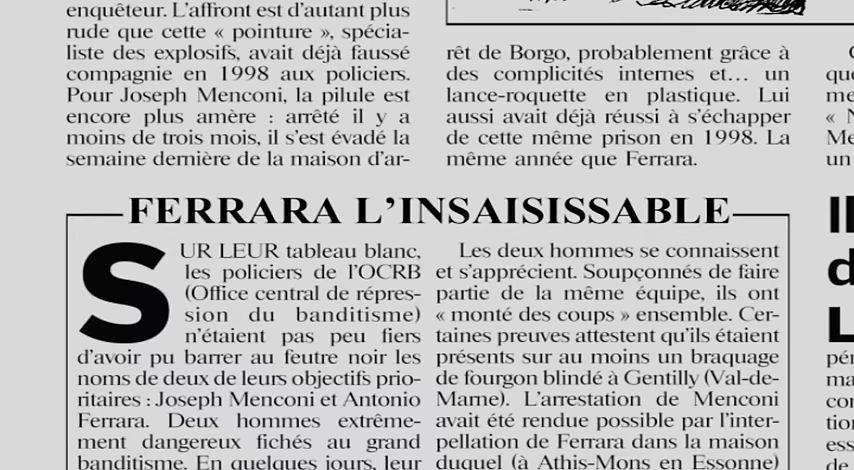 enquêteur. L'affront est d'autant plus
rude que cette « pointure », spécia-
liste des explosifs, avait déjà faussé
compagnie en 1998 aux policiers.
Pour Joseph Menconi, la pilule est
encore plus amère : arrêté il y a
moins de trois mois, il s'est évadé la
semaine dernière de la maison d'ar-
rêt de Borgo, probablement grâce à
des complicités internes et... un
lance-roquette en plastique. Lui
aussi avait déjà réussi à s'échapper
de cette même prison en 1998. La
même année que Ferrara.
FERRARA L'INSAISISSABLE
SUR LEUR tableau blanc,
les policiers de l'OCRB
(Office central de répres-
sion du banditisme)
n'étaient pas peu fiers
d'avoir pu barrer au feutre noir les
noms de deux de leurs objectifs prio-
ritaires : Joseph Menconi et Antonio
Ferrara. Deux hommes extrême-
ment dangereux fichés au grand
banditisme. En quelques jours, leur
Les deux hommes se connaissent
et s'apprécient. Soupçonnés de faire
partie de la même équipe, ils ont
« monté des coups » ensemble. Cer-
taines preuves attestent qu'ils étaient
présents sur au moins un braquage
de fourgon blindé à Gentilly (Val-de-
Marne). L'arrestation de Menconi
avait été rendue possible par l'inter-
pellation de Ferrara dans la maison
duquel (à Athis-Mons en Essonne)